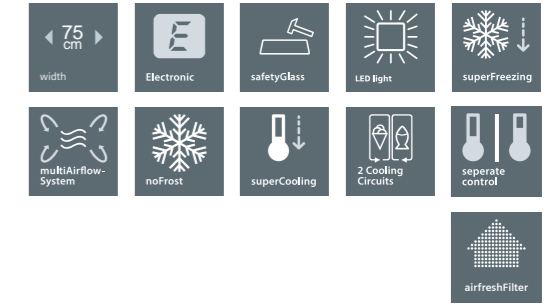 75
cm
width
Electronic
safetyGlass
LED light
superFreezing
multiAirflow-
System
noFrost
superCooling
2 Cooling
Circuits
seperate
control
airfreshFilter